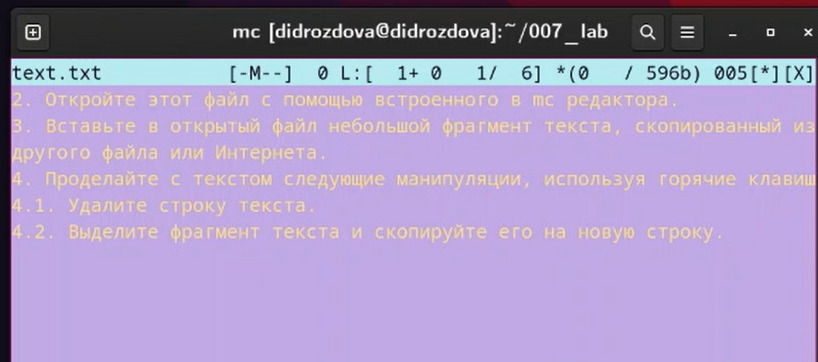 mc [didrozdova@didrozdova]:~/007_lab
text.txt [-M--] 0 L:[ 1+ 0 1/ 6] *(0 / 596b) 005[*][X]
2. Откройте этот файл с помощью встроенного в mc редактора.
3. Вставьте в открытый файл небольшой фрагмент текста, скопированный из
другого файла или Интернета.
4. Проделайте с текстом следующие манипуляции, используя горячие клавиш
4.1. Удалите строку текста.
4.2. Выделите фрагмент текста и скопируйте его на новую строку.